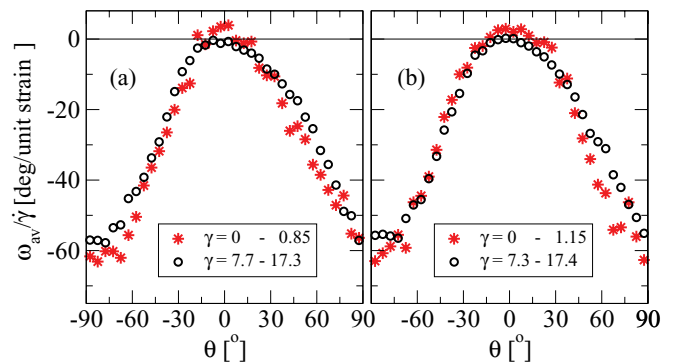 0
-20
-40
-60
ω_av/γ̇ [deg/unit strain]
(a)
γ = 0 - 0.85
γ = 7.7 - 17.3
-90 -60 -30 0 30 60 90
θ [°]
(b)
γ = 0 - 1.15
γ = 7.3 - 17.4
-60 -30 0 30 60 90
θ [°]